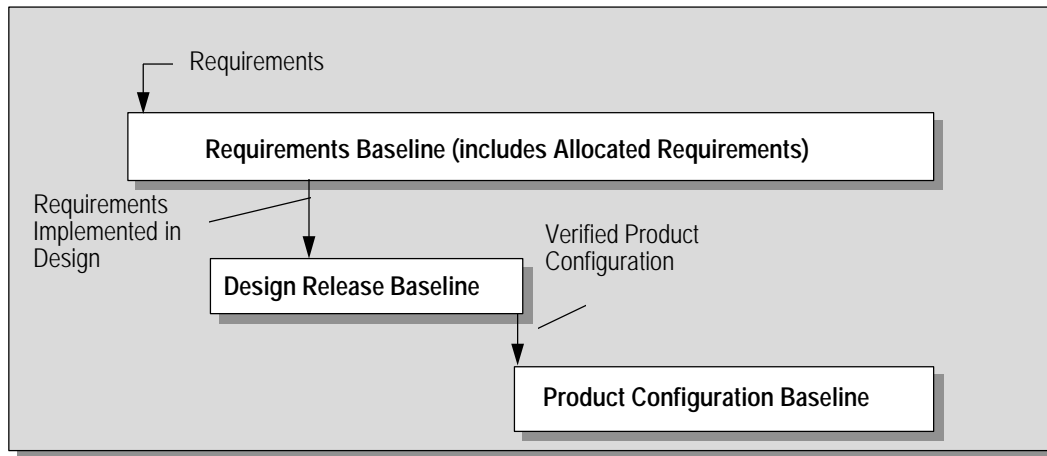 Requirements
Requirements Baseline (includes Allocated Requirements)
Requirements
Implemented in
Design
Verified Product
Configuration
Design Release Baseline
Product Configuration Baseline